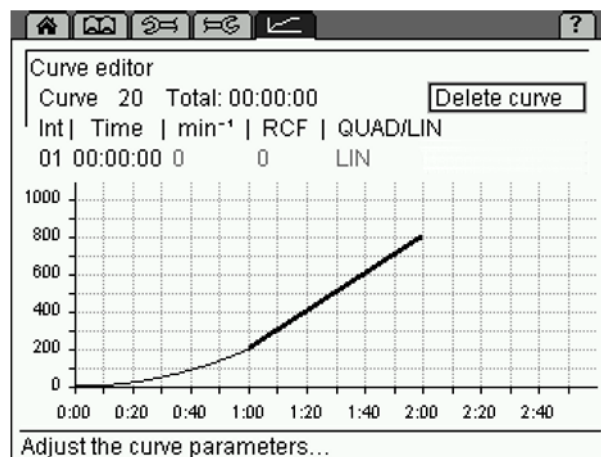 ?
Curve editor
Curve 20 Total: 00:00:00 Delete curve
Int | Time | min⁻¹ | RCF | QUAD/LIN
01 00:00:00 0 0 LIN
1000
800
600
400
200
0
0:00 0:20 0:40 1:00 1:20 1:40 2:00 2:20 2:40
Adjust the curve parameters...